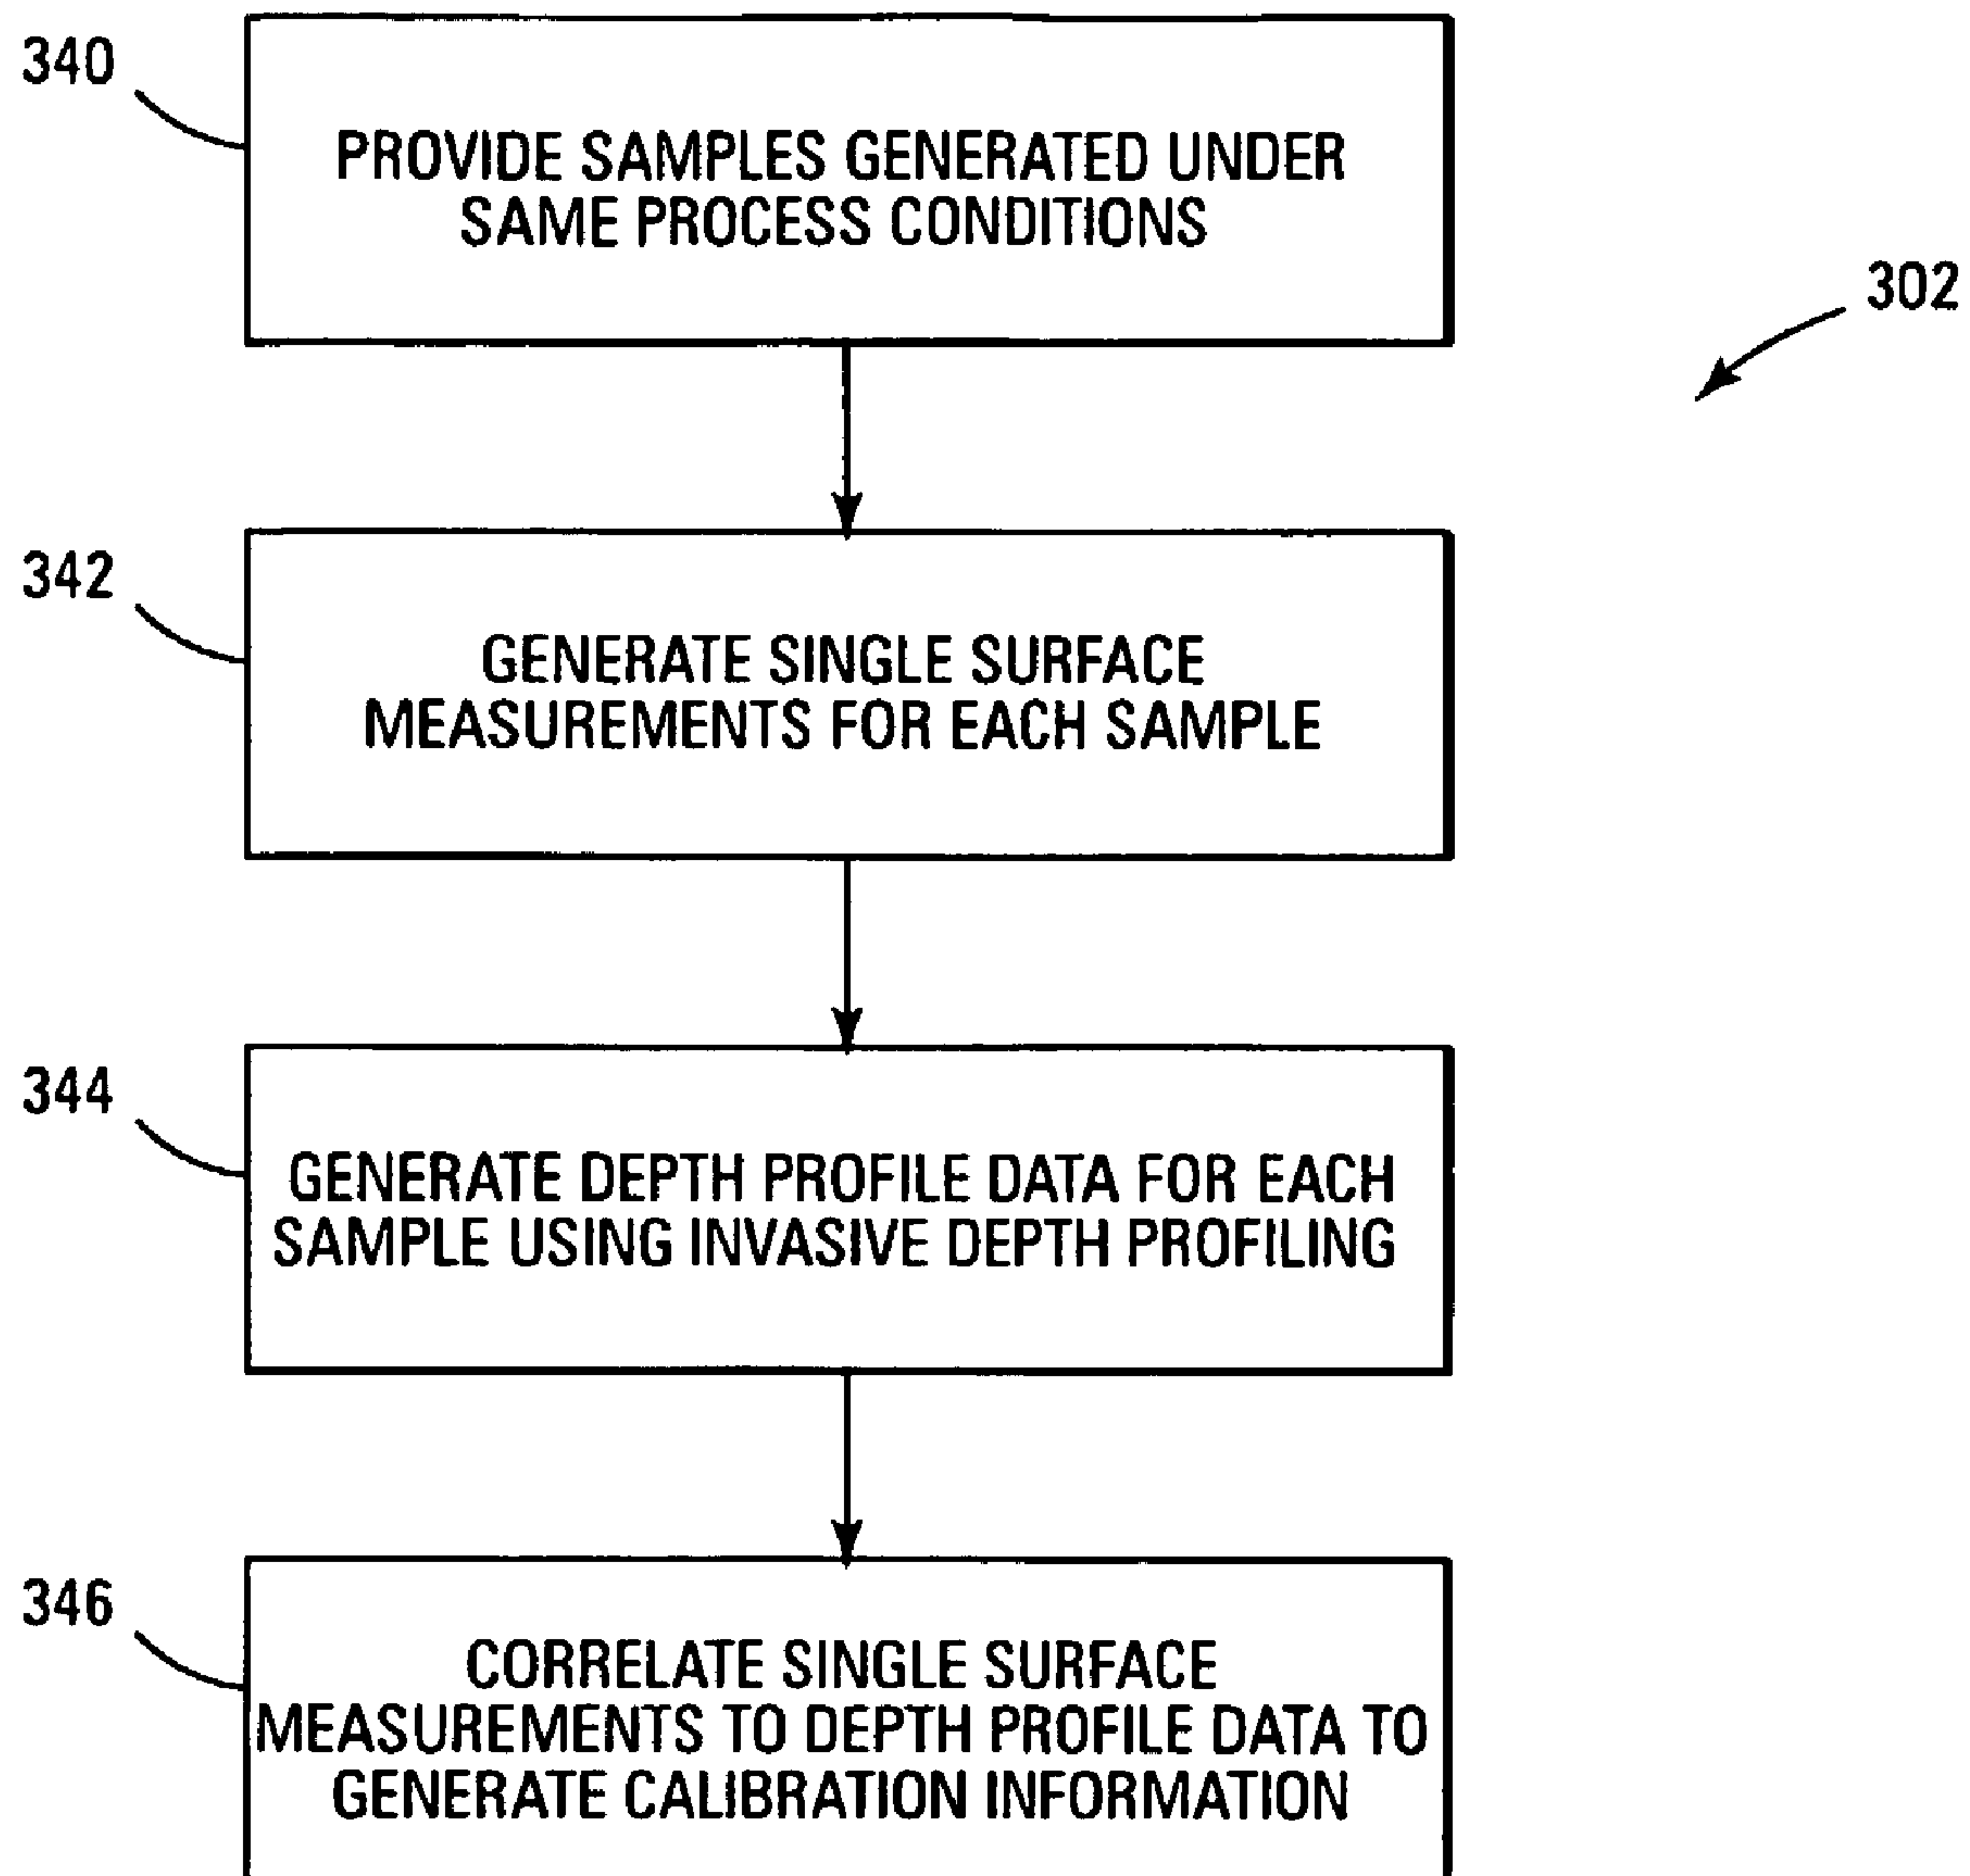 340
PROVIDE SAMPLES GENERATED UNDER
SAME PROCESS CONDITIONS
302
342
GENERATE SINGLE SURFACE
MEASUREMENTS FOR EACH SAMPLE
344
GENERATE DEPTH PROFILE DATA FOR EACH
SAMPLE USING INVASIVE DEPTH PROFILING
346
CORRELATE SINGLE SURFACE
MEASUREMENTS TO DEPTH PROFILE DATA TO
GENERATE CALIBRATION INFORMATION